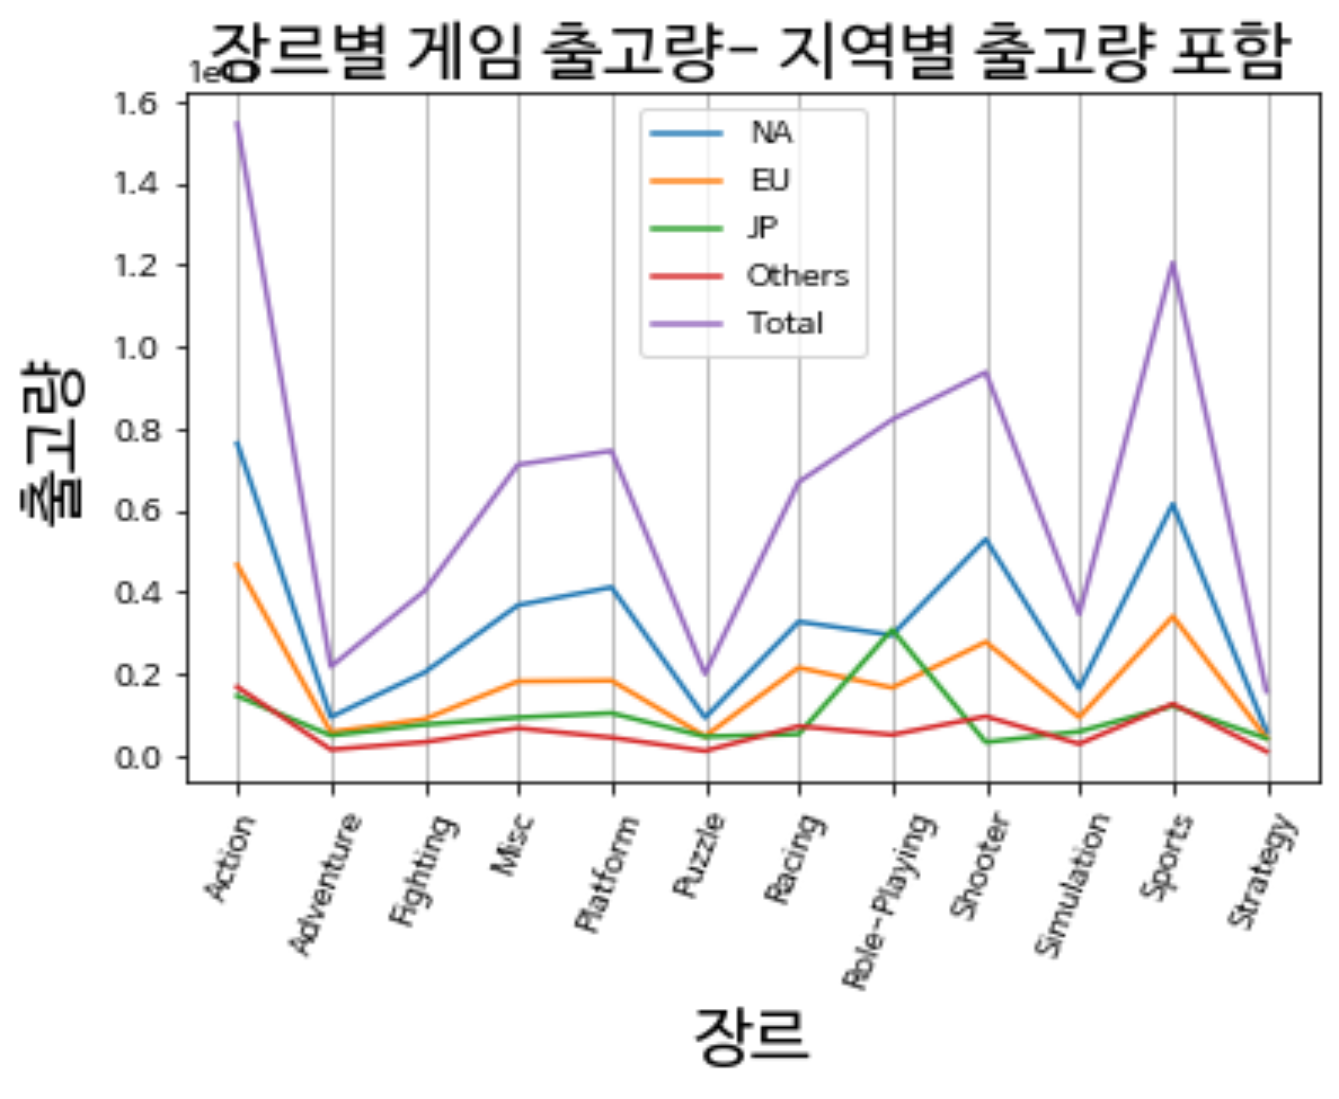 장르별 게임 출고량- 지역별 출고량 포함
1.6
1.4
1.2
1.0
0.8
0.6
0.4
0.2
0.0
출고량
NA
EU
JP
Others
Total
Action
Adventure
Fighting
Misc
Platform
Puzzle
Racing
Role-Playing
Shooter
Simulation
Sports
Strategy
장르